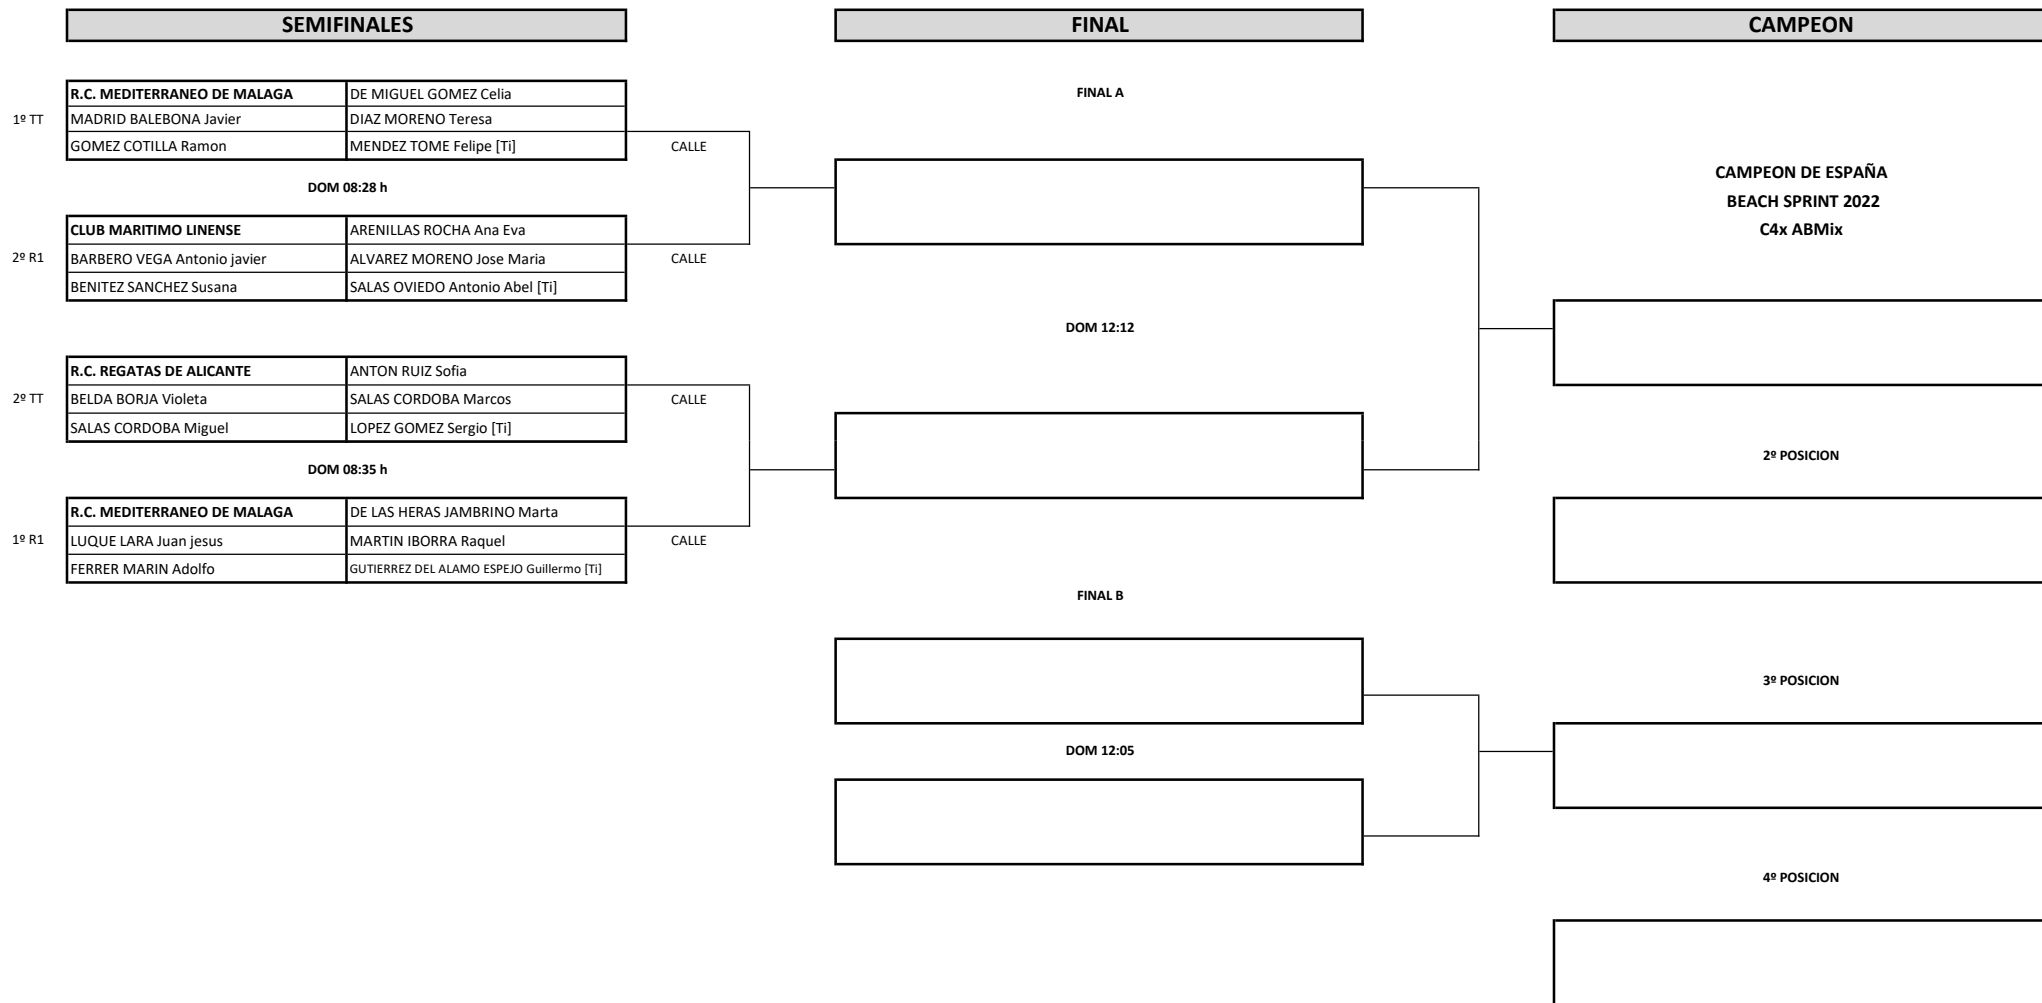 SEMIFINALES
FINAL
CAMPEON
R.C. MEDITERRANEO DE MALAGA DE MIGUEL GOMEZ Celia
1º TT MADRID BALEBONA Javier DIAZ MORENO Teresa
GOMEZ COTILLA Ramon MENDEZ TOME Felipe [Ti] CALLE
DOM 08:28 h
CLUB MARITIMO LINENSE ARENILLAS ROCHA Ana Eva
2º R1 BARBERO VEGA Antonio javier ALVAREZ MORENO Jose Maria CALLE
BENITEZ SANCHEZ Susana SALAS OVIEDO Antonio Abel [Ti]
R.C. REGATAS DE ALICANTE ANTON RUIZ Sofia
2º TT BELDA BORJA Violeta SALAS CORDOBA Marcos CALLE
SALAS CORDOBA Miguel LOPEZ GOMEZ Sergio [Ti]
DOM 08:35 h
R.C. MEDITERRANEO DE MALAGA DE LAS HERAS JAMBRINO Marta
1º R1 LUQUE LARA Juan jesus MARTIN IBORRA Raquel CALLE
FERRER MARIN Adolfo GUTIERREZ DEL ALAMO ESPEJO Guillermo [Ti]
FINAL A
DOM 12:12
FINAL B
DOM 12:05
CAMPEON DE ESPAÑA
BEACH SPRINT 2022
C4x ABMix
2º POSICION
3º POSICION
4º POSICION